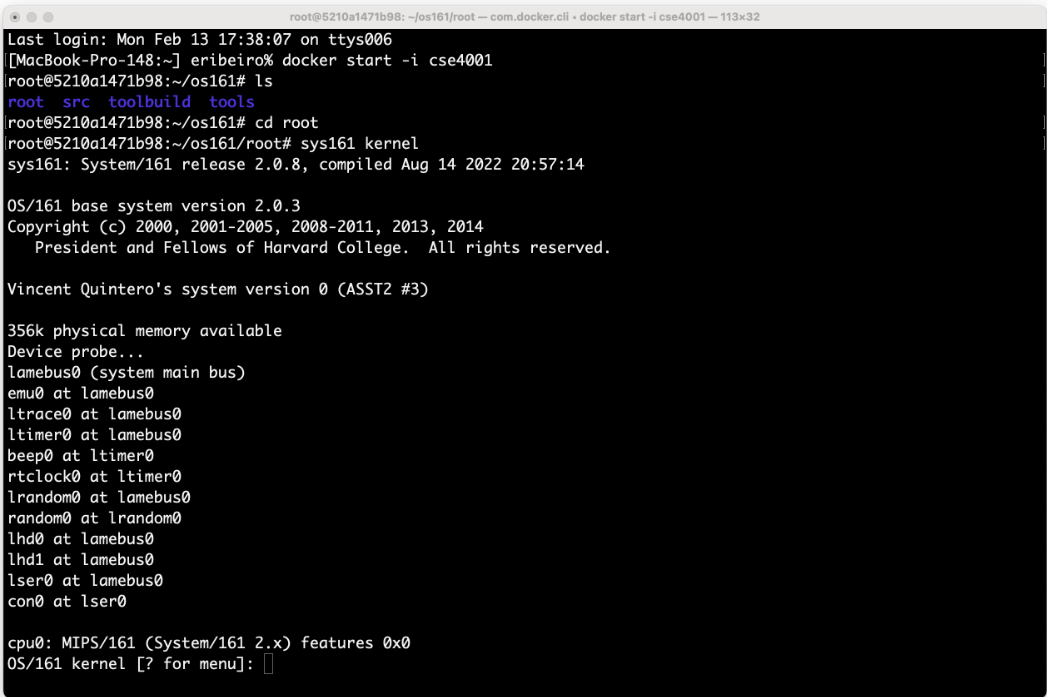 root@5210a1471b98: ~/os161/root — com.docker.cli • docker start -i cse4001 — 113×32
Last login: Mon Feb 13 17:38:07 on ttys006
[[MacBook-Pro-148:~] eribeiro% docker start -i cse4001 ]
[root@5210a1471b98:~/os161# ls ]
root src toolbuild tools
[root@5210a1471b98:~/os161# cd root ]
[root@5210a1471b98:~/os161/root# sys161 kernel ]
sys161: System/161 release 2.0.8, compiled Aug 14 2022 20:57:14
OS/161 base system version 2.0.3
Copyright (c) 2000, 2001-2005, 2008-2011, 2013, 2014
President and Fellows of Harvard College. All rights reserved.
Vincent Quintero's system version 0 (ASST2 #3)
356k physical memory available
Device probe...
lamebus0 (system main bus)
emu0 at lamebus0
ltrace0 at lamebus0
ltimer0 at lamebus0
beep0 at ltimer0
rtclock0 at ltimer0
lrandom0 at lamebus0
random0 at lrandom0
lhd0 at lamebus0
lhd1 at lamebus0
lser0 at lamebus0
con0 at lser0
cpu0: MIPS/161 (System/161 2.x) features 0x0
OS/161 kernel [? for menu]: